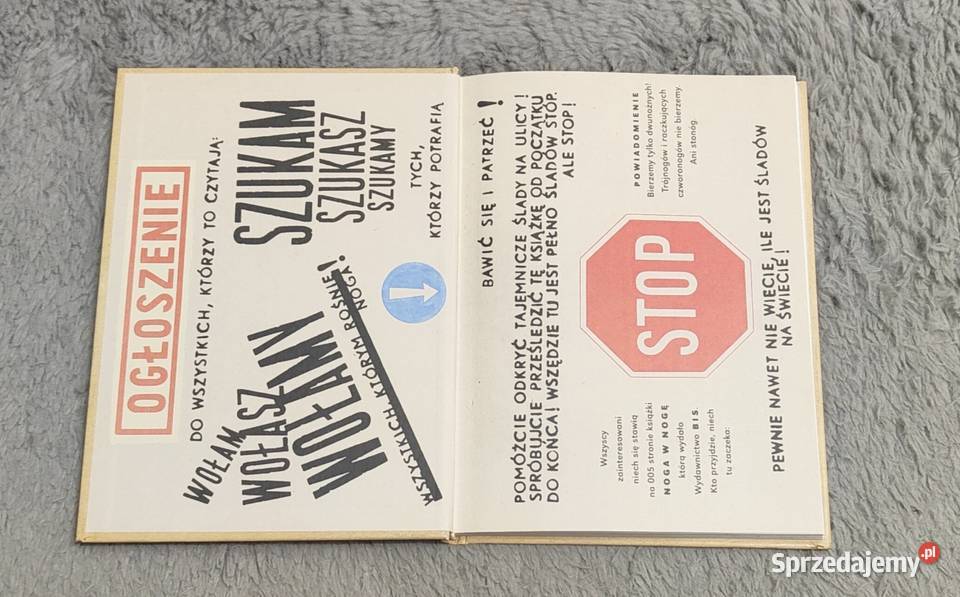 OGŁOSZENIE
DO WSZYSTKICH, KTÓRZY TO CZYTAJĄ:
WOŁAM
WOŁASZ
WOŁAMY
WSZYSTKICH KTÓRYM ROŚNIE NOGA!
SZUKAM
SZUKASZ
SZUKAMY
TYCH,
KTÓRZY POTRAFIĄ
BAWIĆ SIĘ I PATRZEĆ!
POMÓŻCIE ODKRYĆ TAJEMNICZE ŚLADY NA ULICY!
SPRÓBUJCIE PRZEŚLEDZIĆ TĘ KSIĄŻKĘ OD POCZĄTKU
DO KOŃCA! WSZĘDZIE TU JEST PEŁNO ŚLADÓW STOP.
ALE STOP!
Wszyscy
zainteresowani
niech się stawią
na 005 stronie książki
NOGA W NOGĘ
którą wydało
Wydawnictwo BIS.
Kto przyjdzie, niech
tu zaczeka:
STOP
POWIADOMIENIE
Bierzemy tylko dwunożnych!
Trójnogów i raczkujących
czworonogów nie bierzemy.
Ani stonóg.
PEWNIE NAWET NIE WIECIE, ILE JEST ŚLADÓW
NA ŚWIECIE!
Sprzedajemy.pl